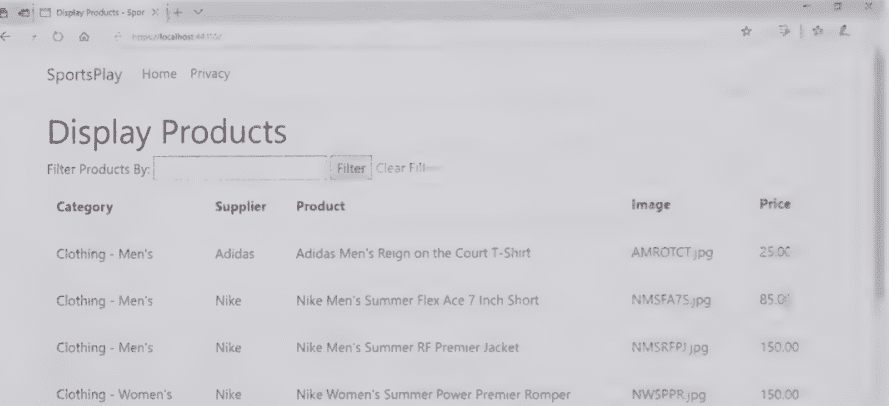 Display Products - Spor
SportsPlay Home Privacy
Display Products
Filter Products By: Filter Clear
Category Supplier Product Image Price
Clothing - Men's Adidas Adidas Men's Reign on the Court T-Shirt AMROTCT.jpg 25.00
Clothing - Men's Nike Nike Men's Summer Flex Ace 7 Inch Short NMSFA7S.jpg 85.00
Clothing - Men's Nike Nike Men's Summer RF Premier Jacket NMSRFPJ.jpg 150.00
Clothing - Women's Nike Nike Women's Summer Power Premier Romper NWSPPR.jpg 150.00